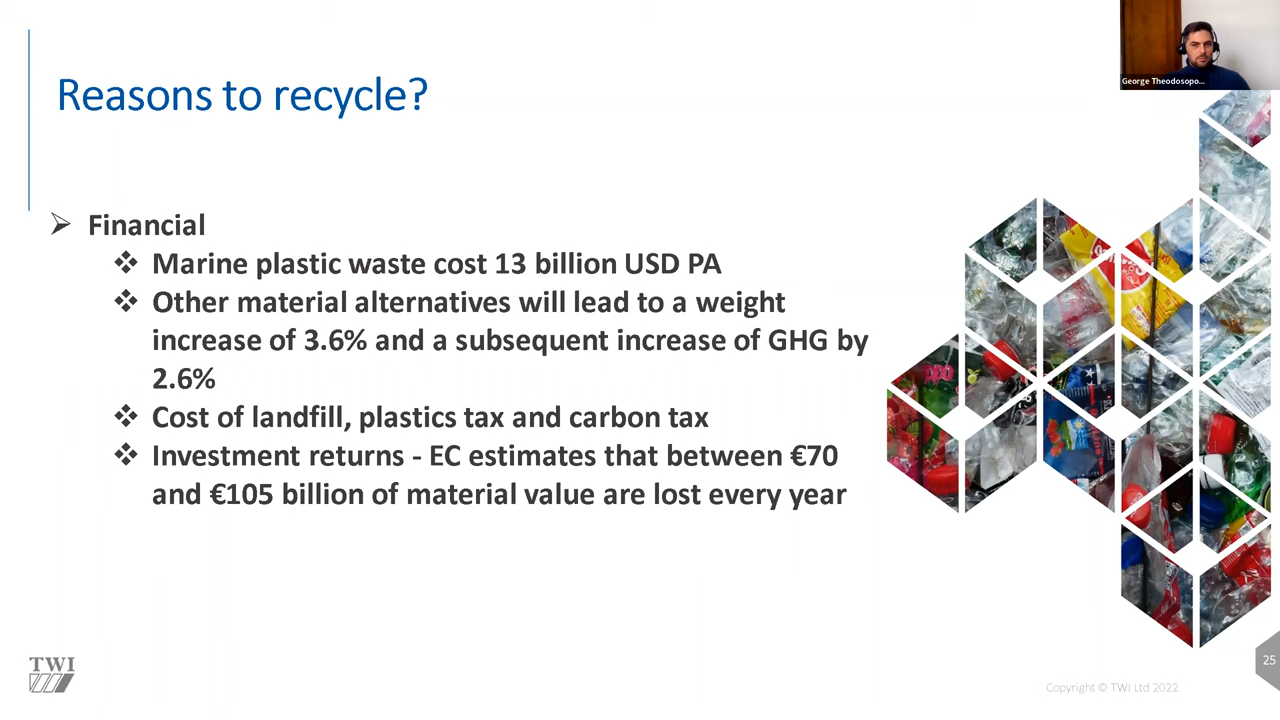 George Theodosopo...
Reasons to recycle?
Financial
Marine plastic waste cost 13 billion USD PA
Other material alternatives will lead to a weight
increase of 3.6% and a subsequent increase of GHG by
2.6%
Cost of landfill, plastics tax and carbon tax
Investment returns - EC estimates that between €70
and €105 billion of material value are lost every year
TWI
25
Copyright © TWI Ltd 2022